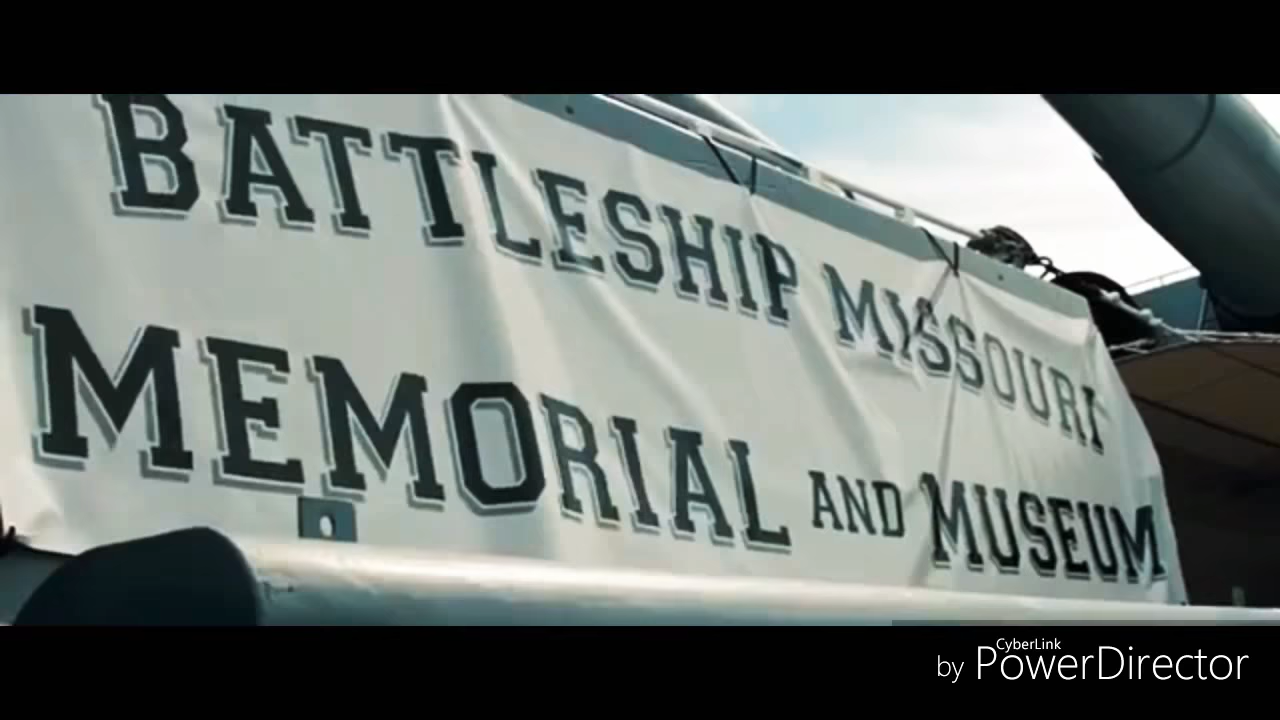 BATTLESHIP MISSOURI
MEMORIAL AND MUSEUM
CyberLink
by PowerDirector